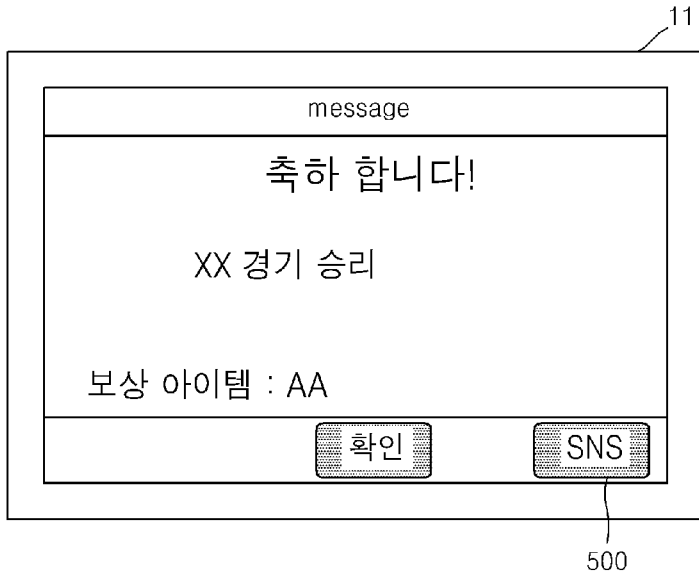 11
message
축하 합니다!
XX 경기 승리
보상 아이템 : AA
확인 SNS
500